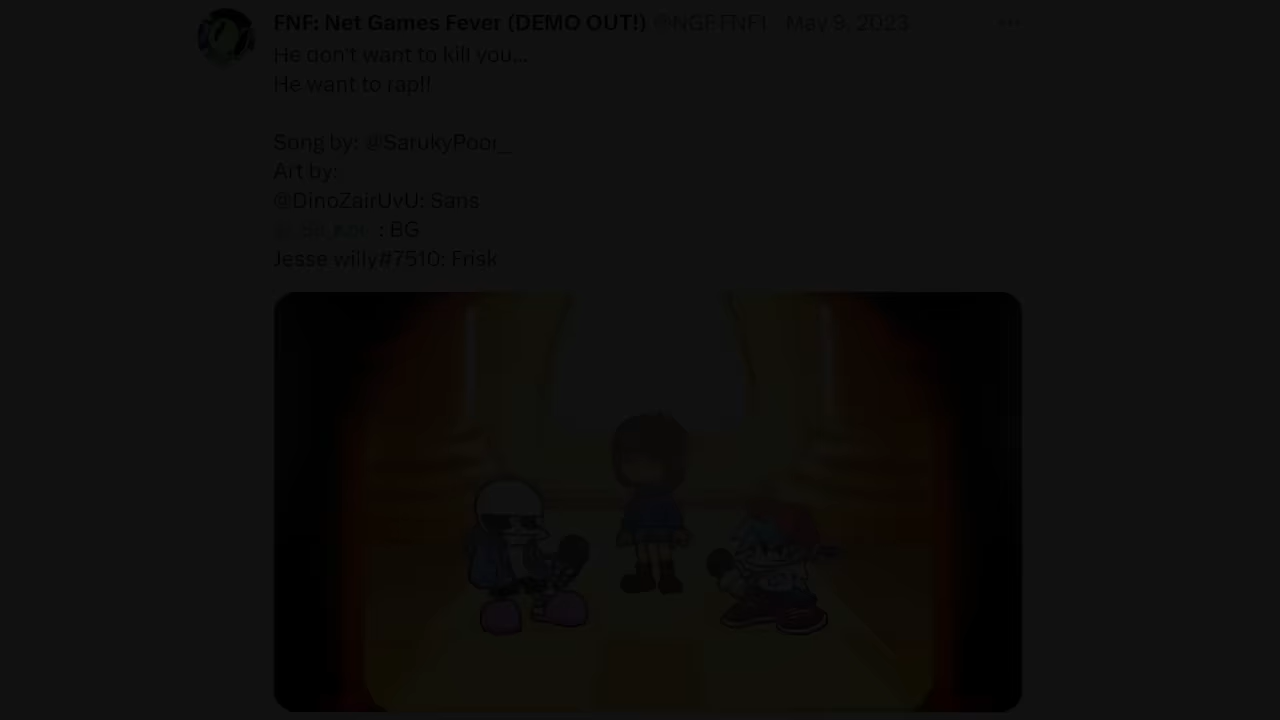 FNF: Net Games Fever (DEMO OUT!) May 9, 2023
He don't want to kill you...
He want to rap!!
Song by: @SarukyPoor_
Art by:
@DinoZairUvU: Sans
: BG
Jesse willy#7510: Frisk